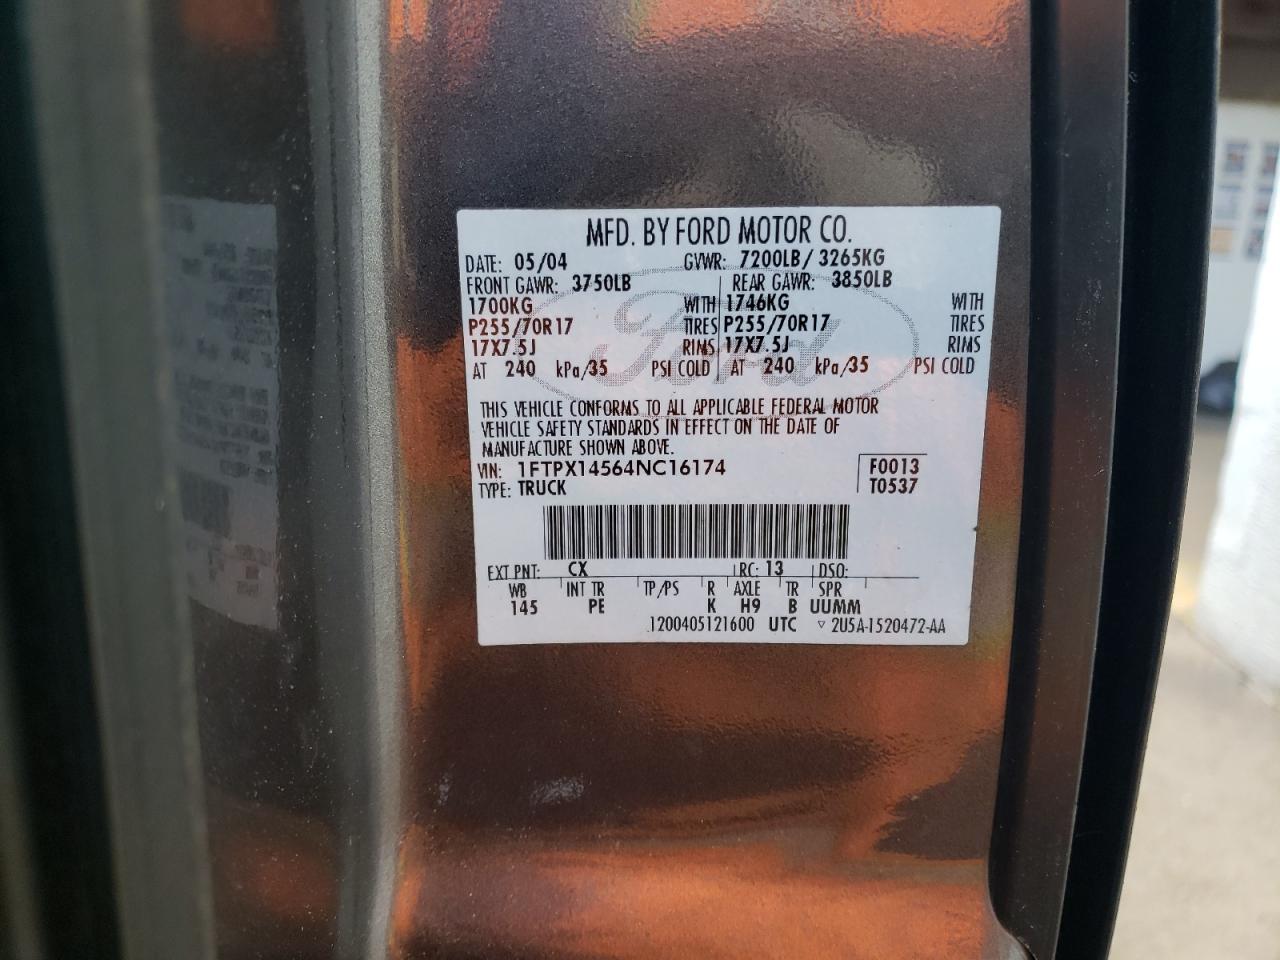 MFD. BY FORD MOTOR CO.
DATE: 05/04 GVWR: 7200LB/ 3265KG
FRONT GAWR: 3750LB REAR GAWR: 3850LB
1700KG WITH 1746KG WITH
P255/70R17 TIRES P255/70R17 TIRES
17X7.5J RIMS 17X7.5J RIMS
AT 240 kPa/35 PSI COLD AT 240 kPa/35 PSI COLD
Ford
THIS VEHICLE CONFORMS TO ALL APPLICABLE FEDERAL MOTOR
VEHICLE SAFETY STANDARDS IN EFFECT ON THE DATE OF
MANUFACTURE SHOWN ABOVE.
VIN: 1FTPX14564NC16174 F0013
TYPE: TRUCK T0537
EXT PNT: CX RC: 13 DSO:
WB INT TR TP/PS R AXLE TR SPR
145 PE K H9 B UUMM
1200405121600 UTC ▽ 2U5A-1520472-AA